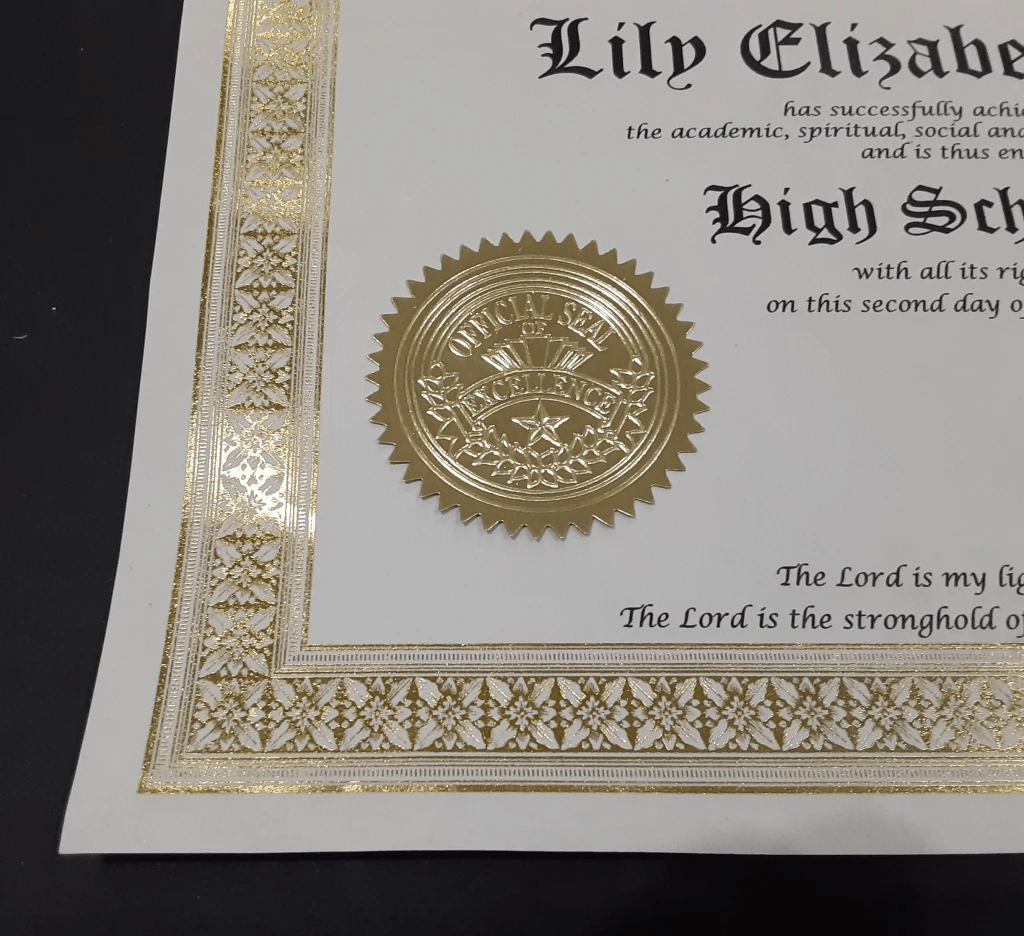 Lily Elizabe
has successfully achi
the academic, spiritual, social and
and is thus en
High Sch
with all its rig
on this second day o
OFFICIAL SEAL
OF
EXCELLENCE
The Lord is my lig
The Lord is the stronghold of